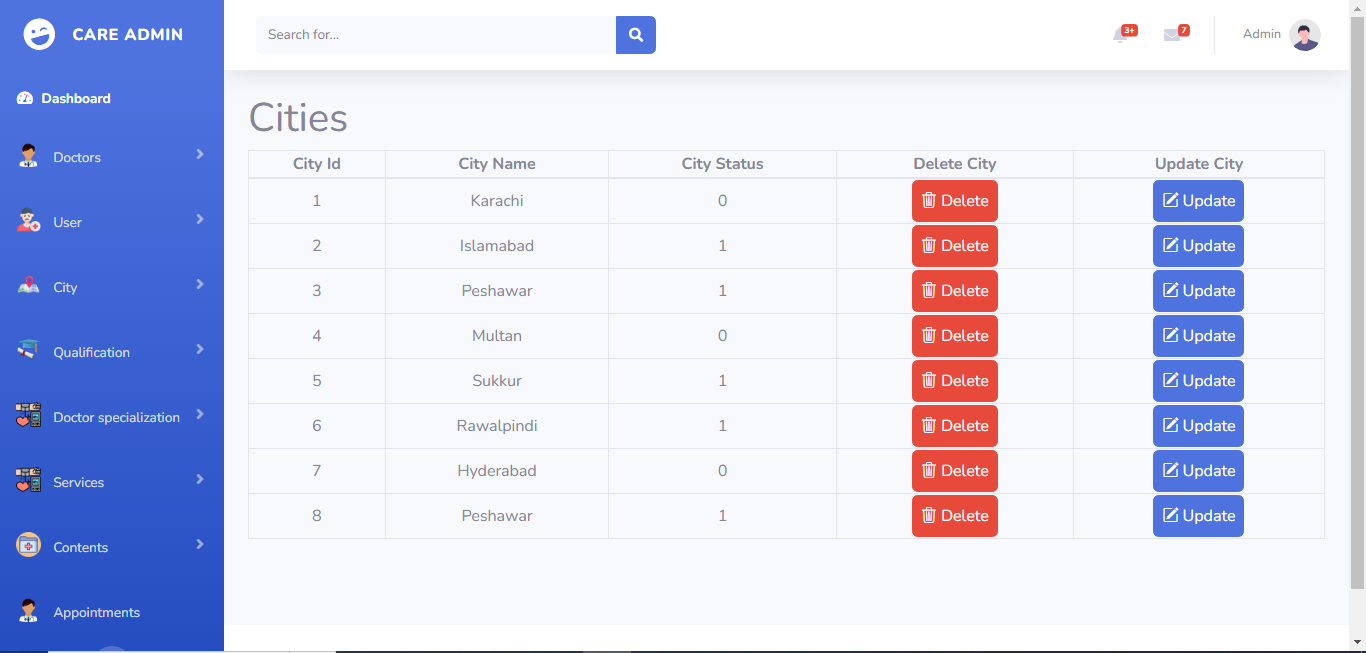 CARE ADMIN
Search for...
3+
7
Admin
Dashboard
Doctors
User
City
Qualification
Doctor specialization
Services
Contents
Appointments
Cities
City Id City Name City Status Delete City Update City
1 Karachi 0 Delete Update
2 Islamabad 1 Delete Update
3 Peshawar 1 Delete Update
4 Multan 0 Delete Update
5 Sukkur 1 Delete Update
6 Rawalpindi 1 Delete Update
7 Hyderabad 0 Delete Update
8 Peshawar 1 Delete Update